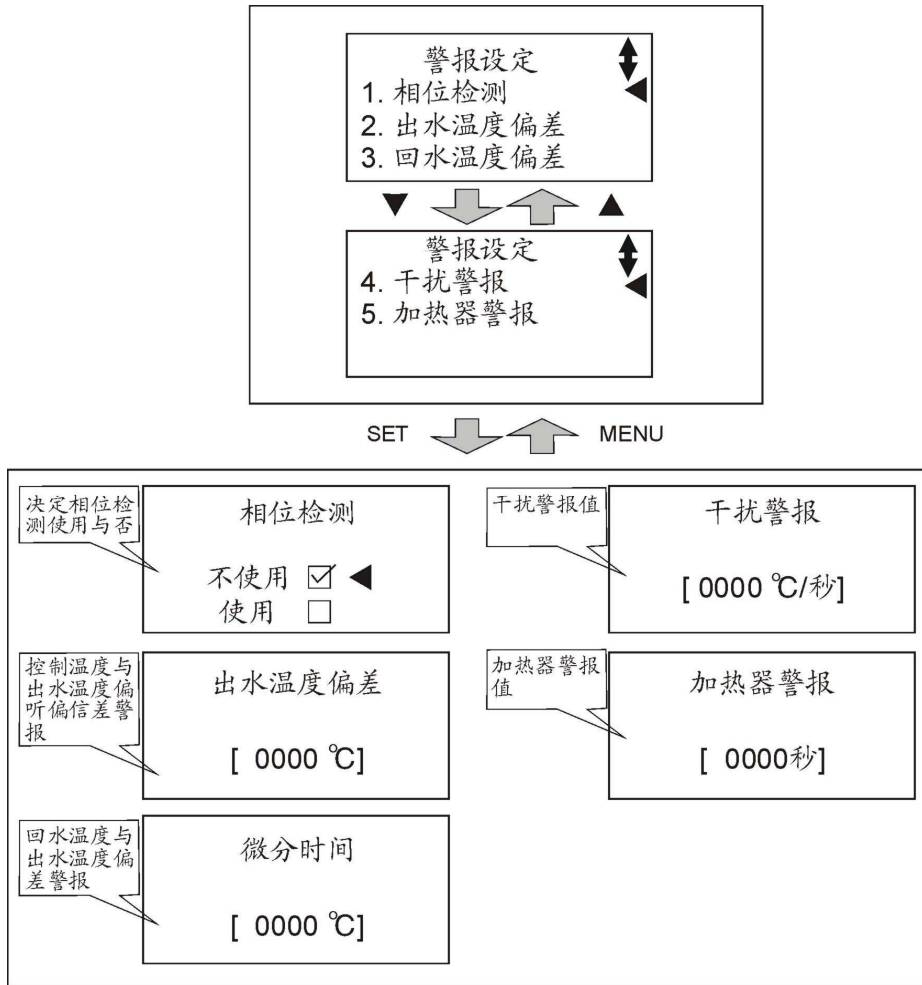 警报设定
1. 相位检测
2. 出水温度偏差
3. 回水温度偏差
警报设定
4. 干扰警报
5. 加热器警报
SET
MENU
决定相位检
测使用与否
相位检测
不使用
使用
干扰警报值
干扰警报
[ 0000 ℃/秒]
控制温度与
出水温度偏
听偏信差警
报
出水温度偏差
[ 0000 ℃]
加热器警报
值
加热器警报
[ 0000秒]
回水温度与
出水温度偏
差警报
微分时间
[ 0000 ℃]